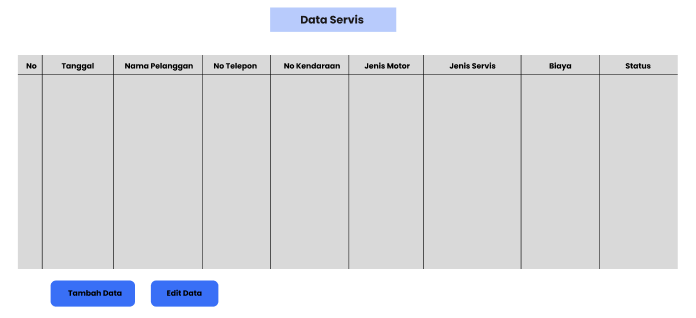 Data Servis
No Tanggal Nama Pelanggan No Telepon No Kendaraan Jenis Motor Jenis Servis Biaya Status
Tambah Data Edit Data